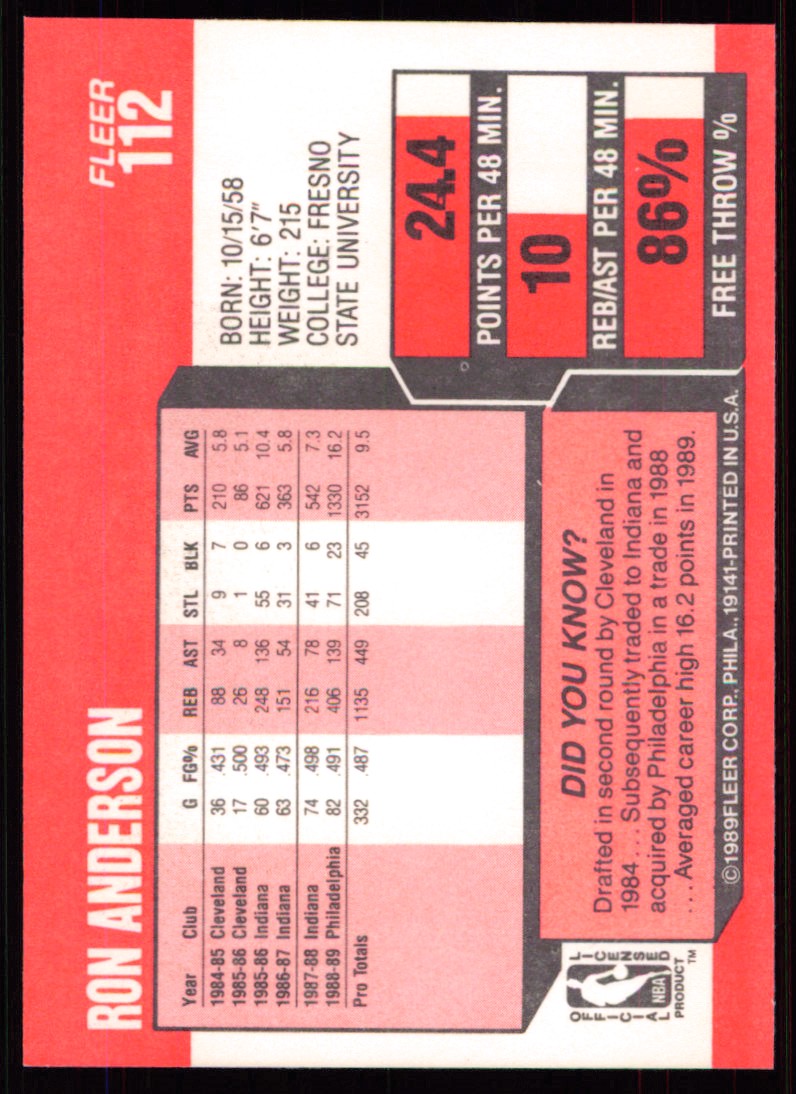 RON ANDERSON
FLEER
112
BORN: 10/15/58
HEIGHT: 6'7"
WEIGHT: 215
COLLEGE: FRESNO
STATE UNIVERSITY
Year Club G FG% REB AST STL BLK PTS AVG
1984-85 Cleveland 36 .431 88 34 9 7 210 5.8
1985-86 Cleveland 17 .500 26 8 1 0 86 5.1
1985-86 Indiana 60 .493 248 136 55 6 621 10.4
1986-87 Indiana 63 .473 151 54 31 3 363 5.8
1987-88 Indiana 74 .498 216 78 41 6 542 7.3
1988-89 Philadelphia 82 .491 406 139 71 23 1330 16.2
Pro Totals 332 .487 1135 449 208 45 3152 9.5
24.4
POINTS PER 48 MIN.
10
REB/AST PER 48 MIN.
86%
FREE THROW %
DID YOU KNOW?
Drafted in second round by Cleveland in
1984 ... Subsequently traded to Indiana and
acquired by Philadelphia in a trade in 1988
... Averaged career high 16.2 points in 1989.
OFFICIAL
NBA
LICENSED
PRODUCT™
©1989FLEER CORP., PHILA., 19141-PRINTED IN U.S.A.